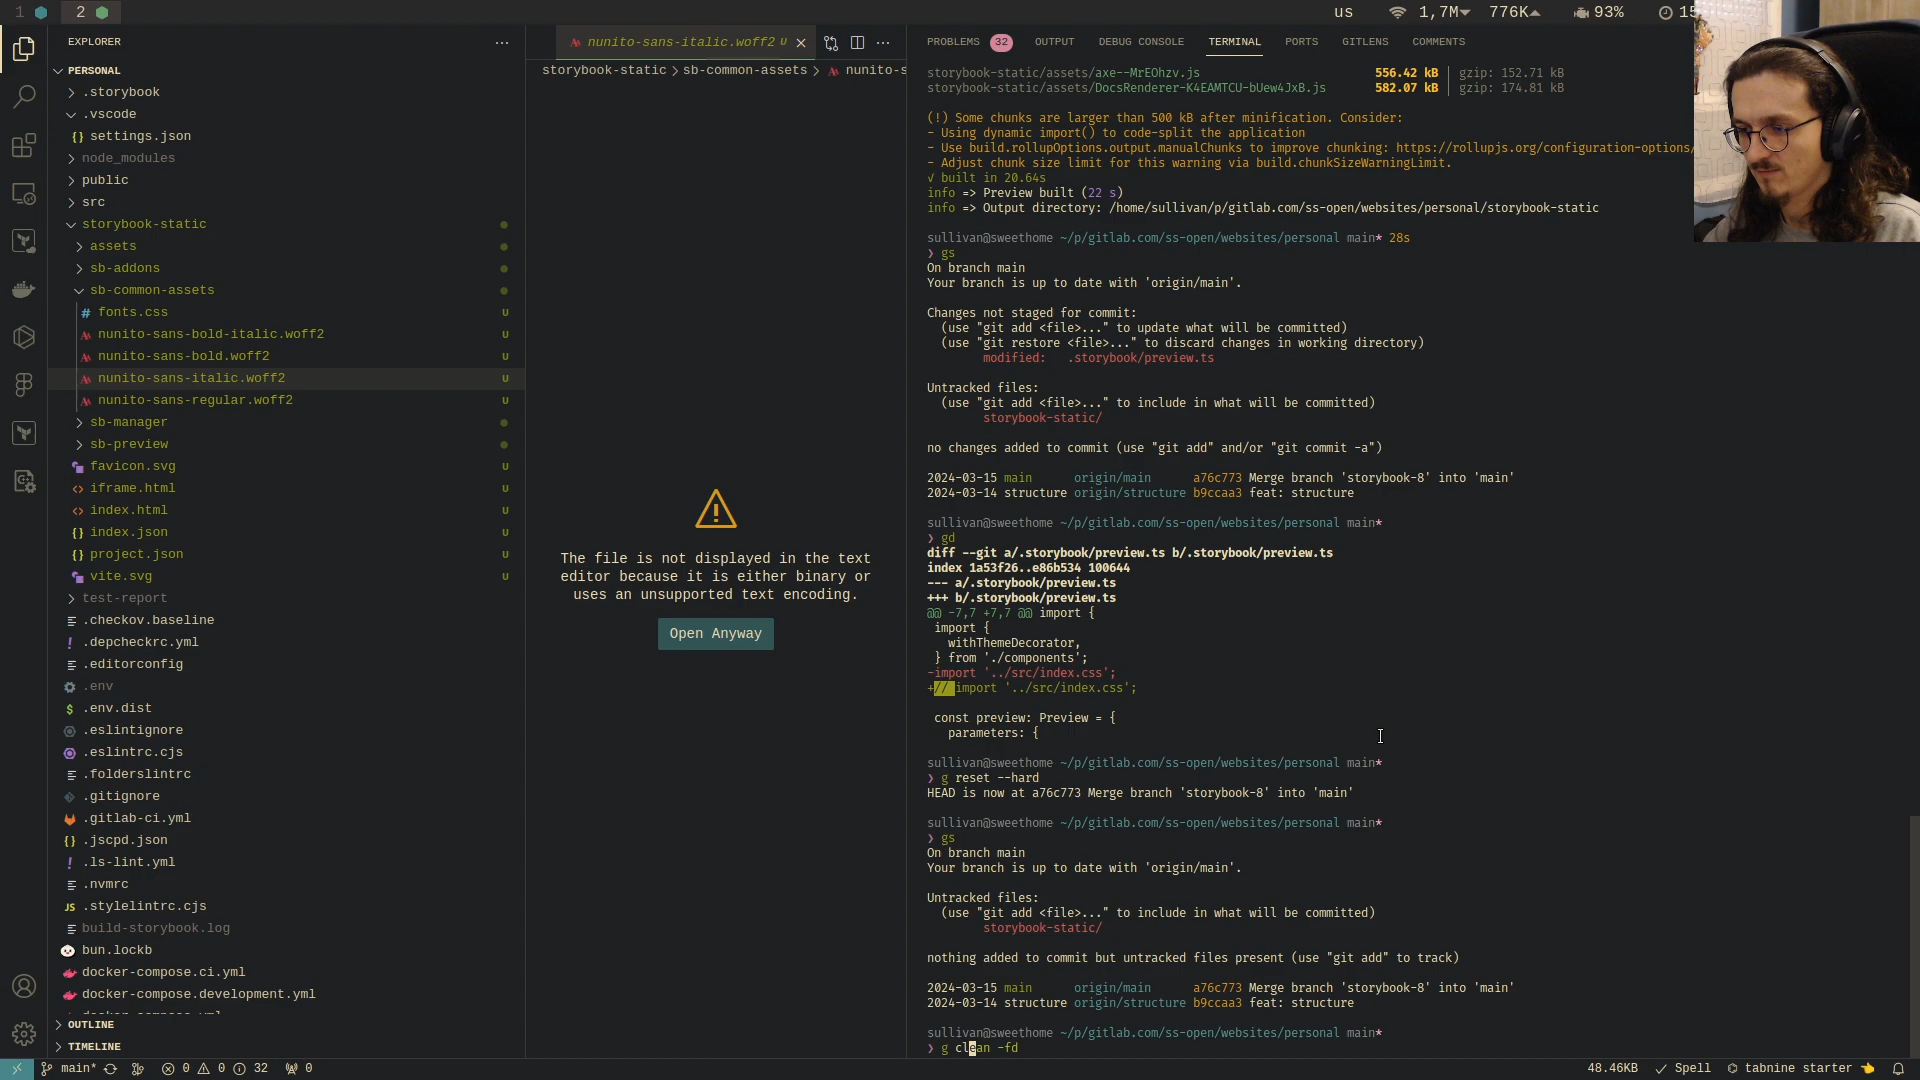 1
2
us
1,7M
776K
93%
15
EXPLORER
PERSONAL
.storybook
.vscode
settings.json
node_modules
public
src
storybook-static
assets
sb-addons
sb-common-assets
fonts.css U
nunito-sans-bold-italic.woff2 U
nunito-sans-bold.woff2 U
nunito-sans-italic.woff2 U
nunito-sans-regular.woff2 U
sb-manager
sb-preview
favicon.svg U
iframe.html U
index.html U
index.json U
project.json U
vite.svg U
test-report
.checkov.baseline
.depcheckrc.yml
.editorconfig
.env
.env.dist
.eslintignore
.eslintrc.cjs
.folderslintrc
.gitignore
.gitlab-ci.yml
.jscpd.json
.ls-lint.yml
.nvmrc
.stylelintrc.cjs
build-storybook.log
bun.lockb
docker-compose.ci.yml
docker-compose.development.yml
OUTLINE
TIMELINE
nunito-sans-italic.woff2 U
storybook-static > sb-common-assets > nunito-s
The file is not displayed in the text
editor because it is either binary or
uses an unsupported text encoding.
Open Anyway
PROBLEMS 32 OUTPUT DEBUG CONSOLE TERMINAL PORTS GITLENS COMMENTS
storybook-static/assets/axe--MrEOhzv.js 556.42 kB │ gzip: 152.71 kB
storybook-static/assets/DocsRenderer-K4EAMTCU-bUew4JxB.js 582.07 kB │ gzip: 174.81 kB
(!) Some chunks are larger than 500 kB after minification. Consider:
- Using dynamic import() to code-split the application
- Use build.rollupOptions.output.manualChunks to improve chunking: https://rollupjs.org/configuration-options/
- Adjust chunk size limit for this warning via build.chunkSizeWarningLimit.
✓ built in 20.64s
info => Preview built (22 s)
info => Output directory: /home/sullivan/p/gitlab.com/ss-open/websites/personal/storybook-static
sullivan@sweethome ~/p/gitlab.com/ss-open/websites/personal main* 28s
❯ gs
On branch main
Your branch is up to date with 'origin/main'.
Changes not staged for commit:
(use "git add <file>..." to update what will be committed)
(use "git restore <file>..." to discard changes in working directory)
modified: .storybook/preview.ts
Untracked files:
(use "git add <file>..." to include in what will be committed)
storybook-static/
no changes added to commit (use "git add" and/or "git commit -a")
2024-03-15 main origin/main a76c773 Merge branch 'storybook-8' into 'main'
2024-03-14 structure origin/structure b9ccaa3 feat: structure
sullivan@sweethome ~/p/gitlab.com/ss-open/websites/personal main*
❯ gd
diff --git a/.storybook/preview.ts b/.storybook/preview.ts
index 1a53f26..e86b534 100644
--- a/.storybook/preview.ts
+++ b/.storybook/preview.ts
@@ -7,7 +7,7 @@ import {
import {
withThemeDecorator,
} from './components';
-import '../src/index.css';
+// import '../src/index.css';
const preview: Preview = {
parameters: {
sullivan@sweethome ~/p/gitlab.com/ss-open/websites/personal main*
❯ g reset --hard
HEAD is now at a76c773 Merge branch 'storybook-8' into 'main'
sullivan@sweethome ~/p/gitlab.com/ss-open/websites/personal main*
❯ gs
On branch main
Your branch is up to date with 'origin/main'.
Untracked files:
(use "git add <file>..." to include in what will be committed)
storybook-static/
nothing added to commit but untracked files present (use "git add" to track)
2024-03-15 main origin/main a76c773 Merge branch 'storybook-8' into 'main'
2024-03-14 structure origin/structure b9ccaa3 feat: structure
sullivan@sweethome ~/p/gitlab.com/ss-open/websites/personal main*
❯ g clean -fd
main* 0 0 32 0
48.46KB Spell tabnine starter